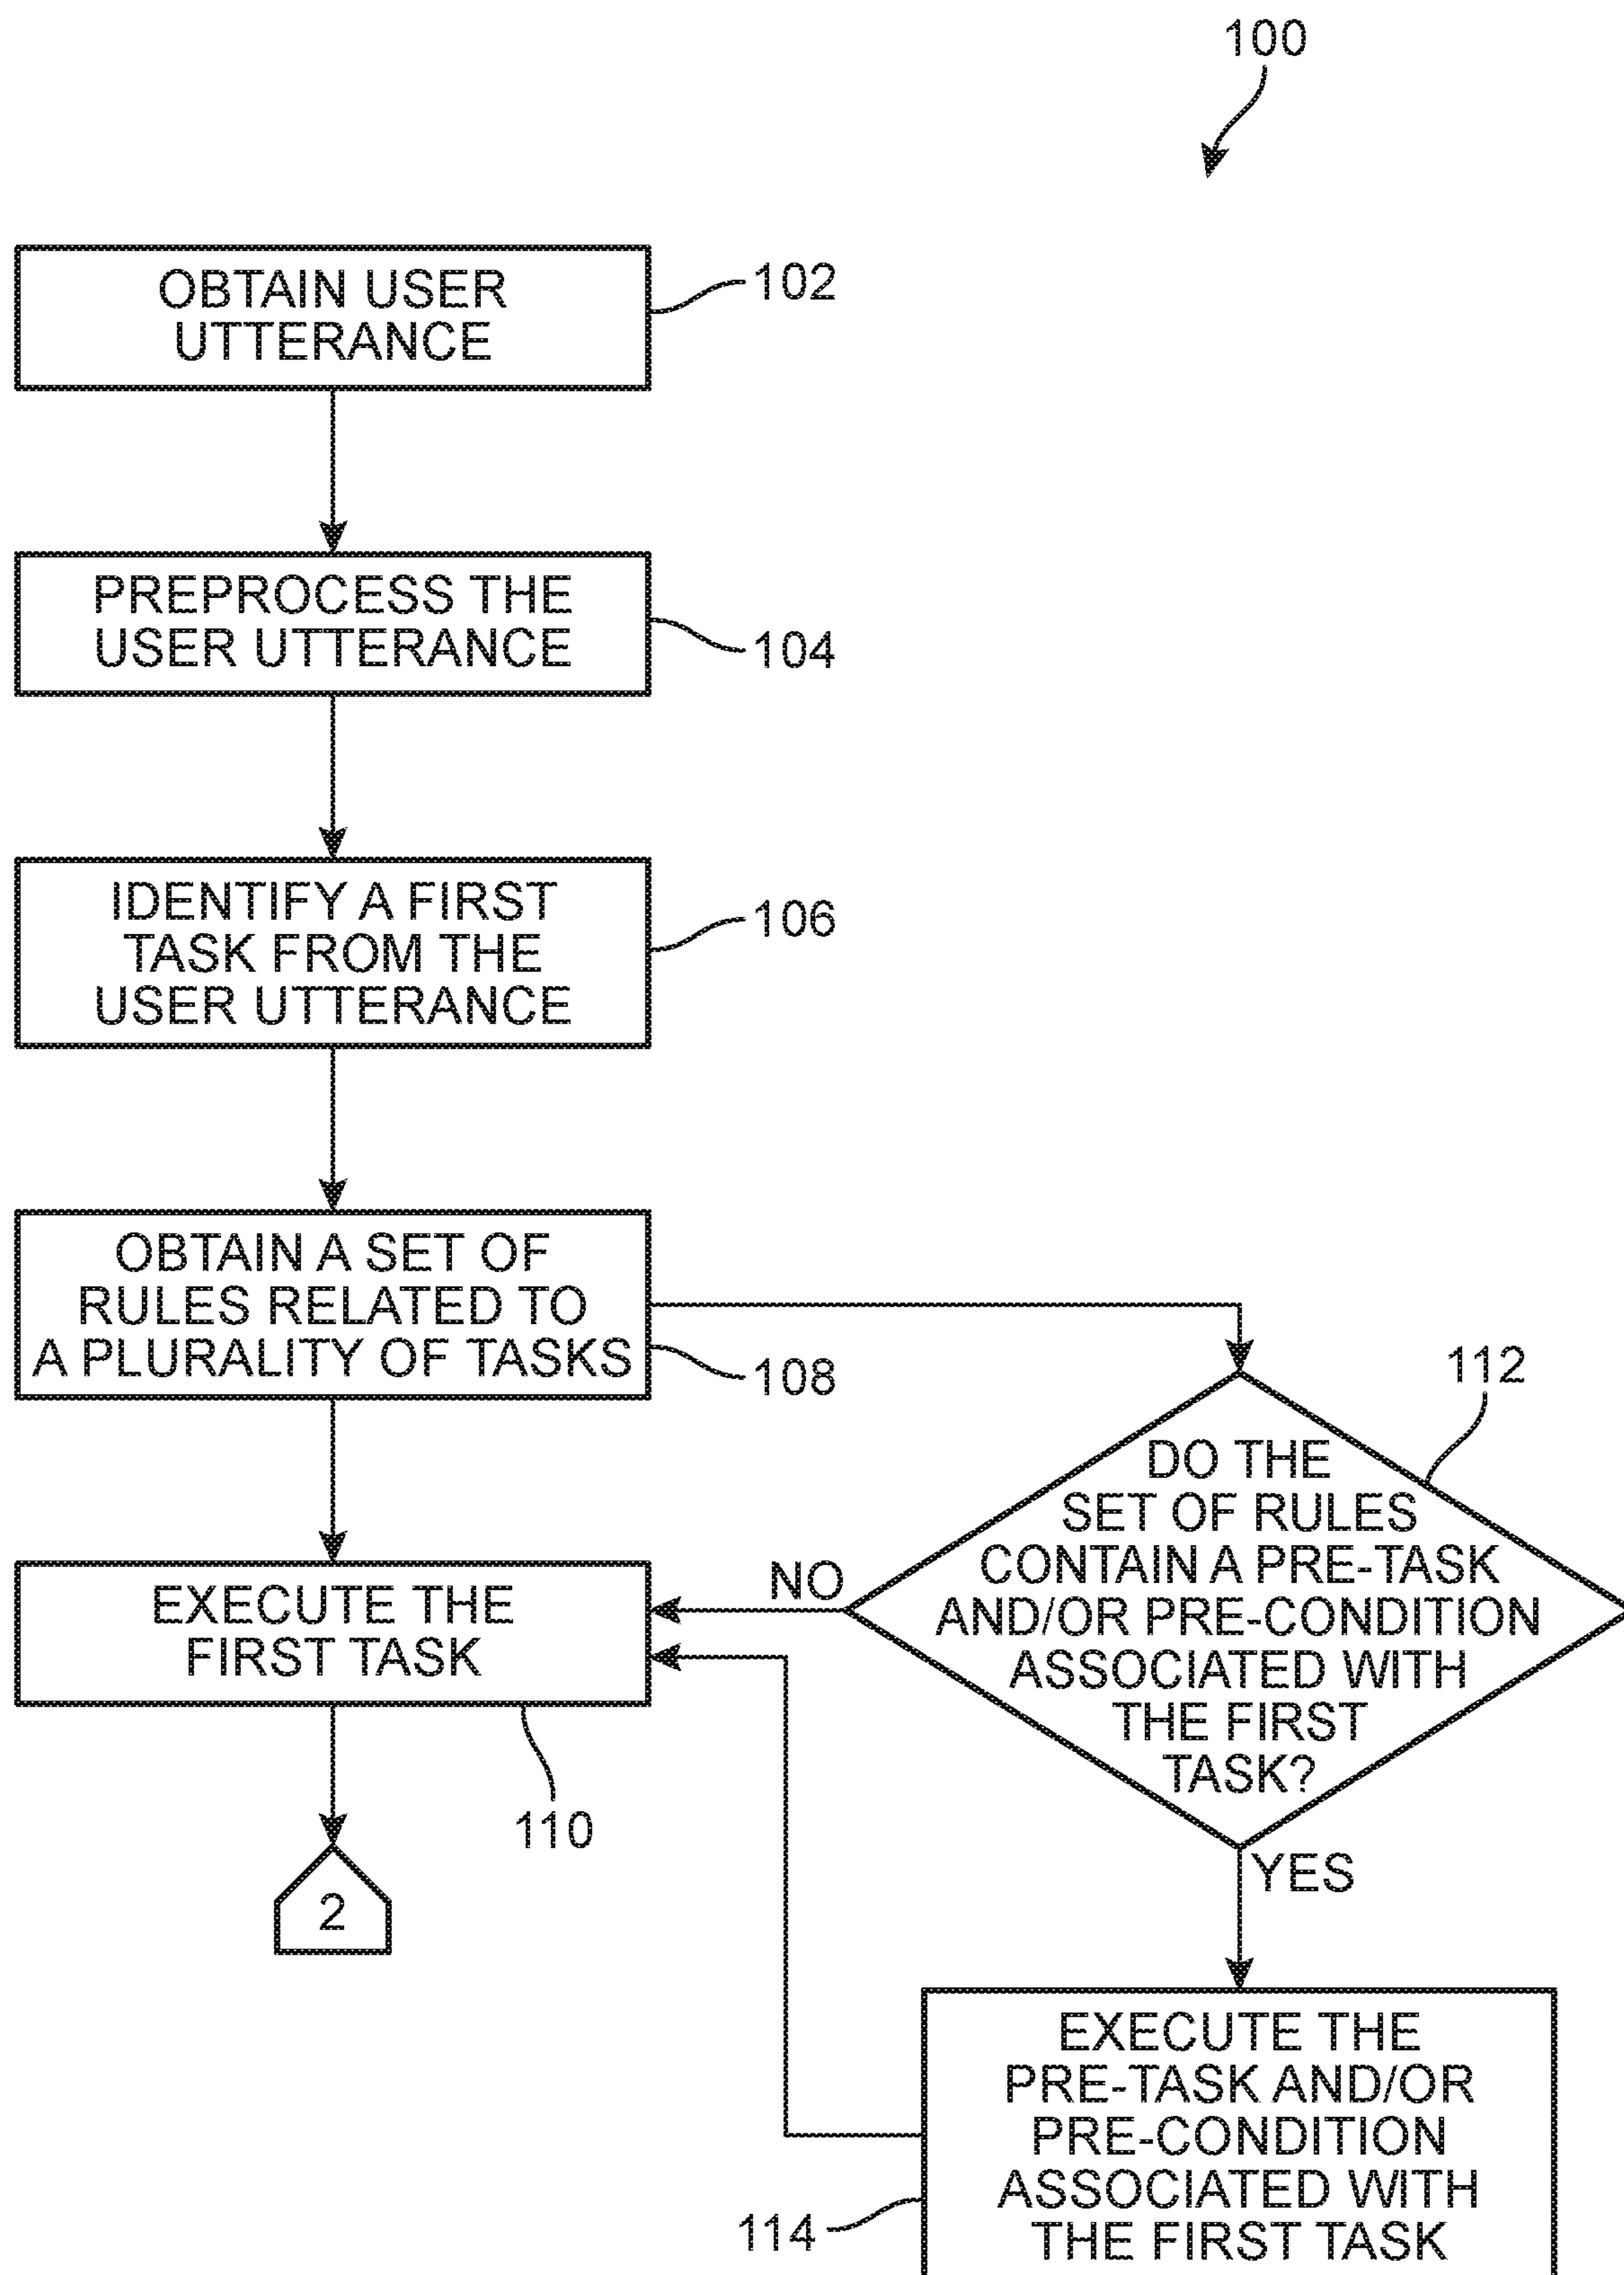 100
OBTAIN USER
UTTERANCE
102
PREPROCESS THE
USER UTTERANCE
104
IDENTIFY A FIRST
TASK FROM THE
USER UTTERANCE
106
OBTAIN A SET OF
RULES RELATED TO
A PLURALITY OF TASKS
108
112
DO THE
SET OF RULES
CONTAIN A PRE-TASK
AND/OR PRE-CONDITION
ASSOCIATED WITH
THE FIRST
TASK?
NO
EXECUTE THE
FIRST TASK
110
YES
2
EXECUTE THE
PRE-TASK AND/OR
PRE-CONDITION
ASSOCIATED WITH
THE FIRST TASK
114